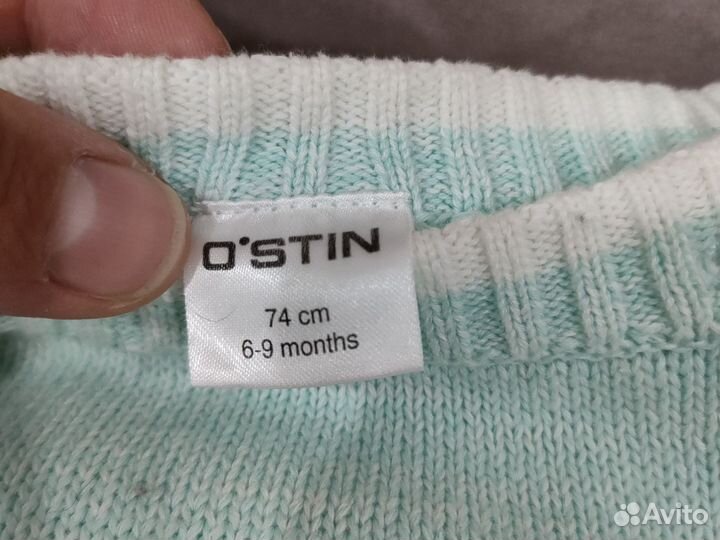 O'STIN
74 cm
6-9 months
Avito